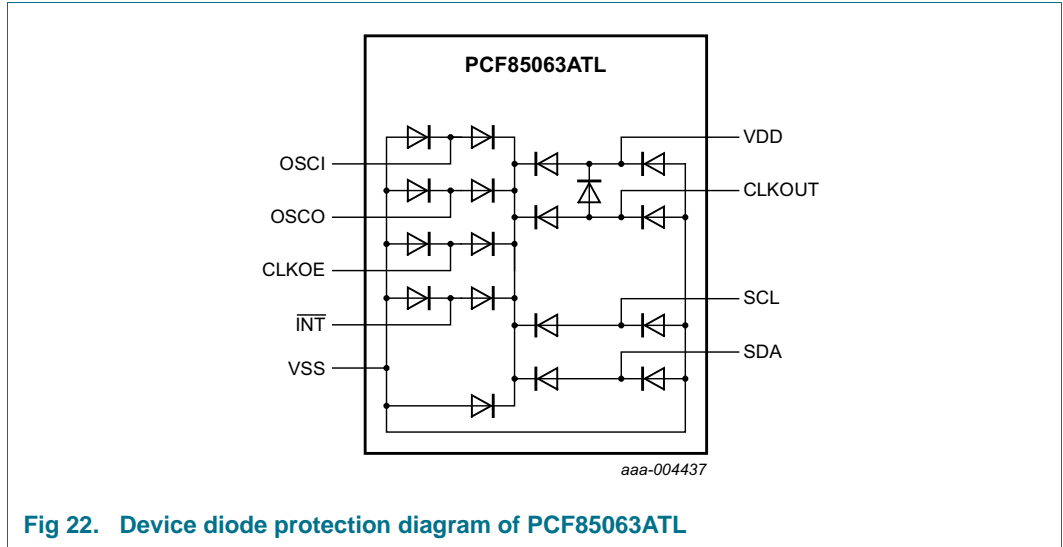 PCF85063ATL
OSCI
OSCO
CLKOE
INT
VSS
VDD
CLKOUT
SCL
SDA
aaa-004437
Fig 22. Device diode protection diagram of PCF85063ATL